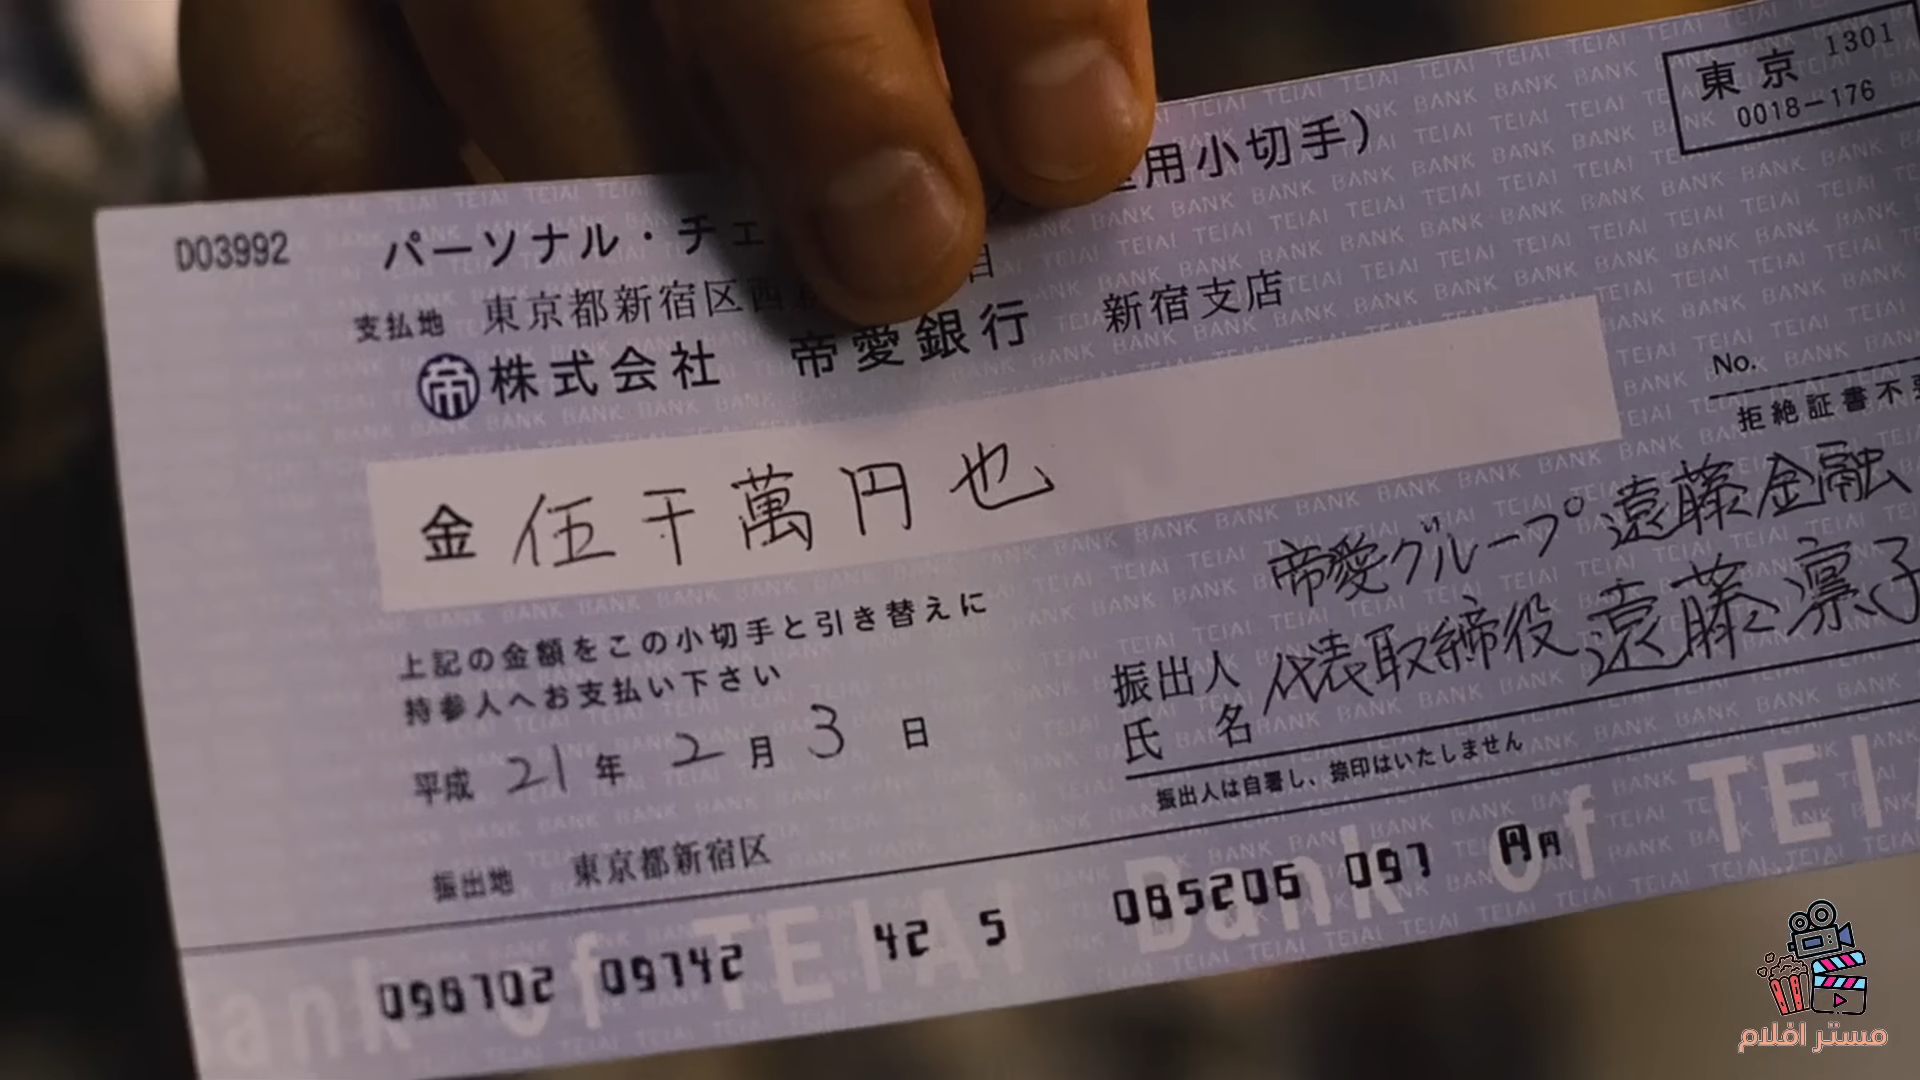 東京 1301
0018-176
D03992
パーソナル・チェ
用小切手)
支払地 東京都新宿区西
株式会社 帝愛銀行 新宿支店
No.
拒絶証書不要
金 伍千萬円也
上記の金額をこの小切手と引き替えに
持参人へお支払い下さい
平成 21年 2月 3日
振出地 東京都新宿区
帝愛グループ 遠藤金融
振出人 代表取締役 遠藤凛子
氏名
振出人は自署し、捺印はいたしません
Bank of TEIAI Bank of TEIA
098702 09742 42 5 085206 097
مستر افلام